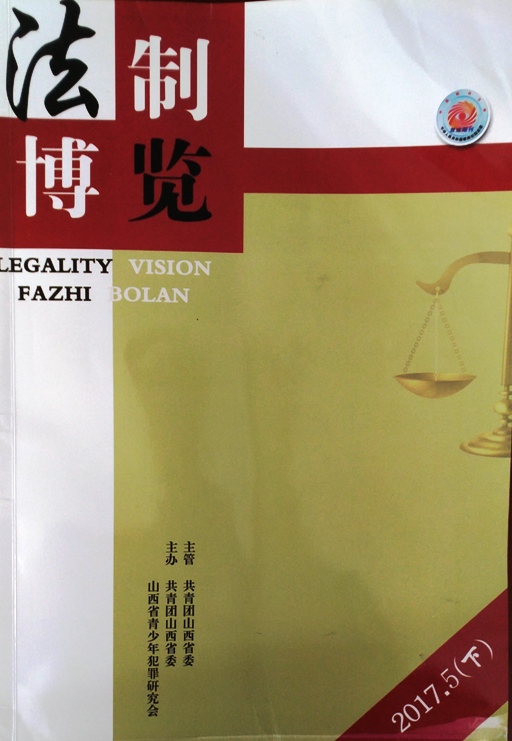 法制
博览
LEGALITY VISION
FAZHI BOLAN
主管 共青团山西省委
主办 共青团山西省委
山西省青少年犯罪研究会
2017.5(下)